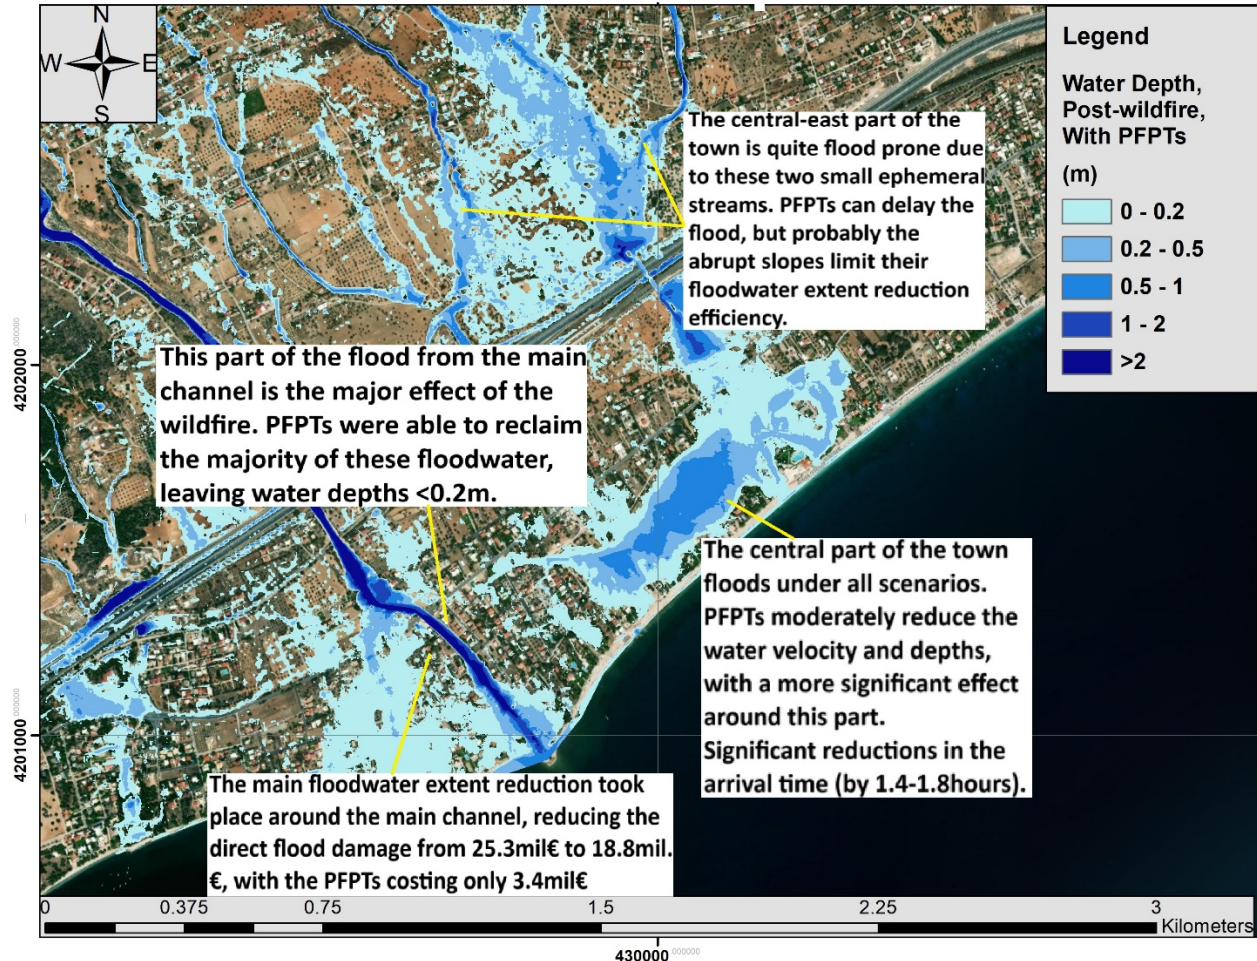 N
W E
S
Legend
Water Depth,
Post-wildfire,
With PFPTs
(m)
0 - 0.2
0.2 - 0.5
0.5 - 1
1 - 2
>2
The central-east part of the
town is quite flood prone due
to these two small ephemeral
streams. PFPTs can delay the
flood, but probably the
abrupt slopes limit their
floodwater extent reduction
efficiency.
This part of the flood from the main
channel is the major effect of the
wildfire. PFPTs were able to reclaim
the majority of these floodwater,
leaving water depths <0.2m.
The central part of the town
floods under all scenarios.
PFPTs moderately reduce the
water velocity and depths,
with a more significant effect
around this part.
Significant reductions in the
arrival time (by 1.4-1.8hours).
The main floodwater extent reduction took
place around the main channel, reducing the
direct flood damage from 25.3mil€ to 18.8mil.
€, with the PFPTs costing only 3.4mil€
4202000 000000
4201000 000000
0 0.375 0.75 1.5 2.25 3
Kilometers
430000 000000